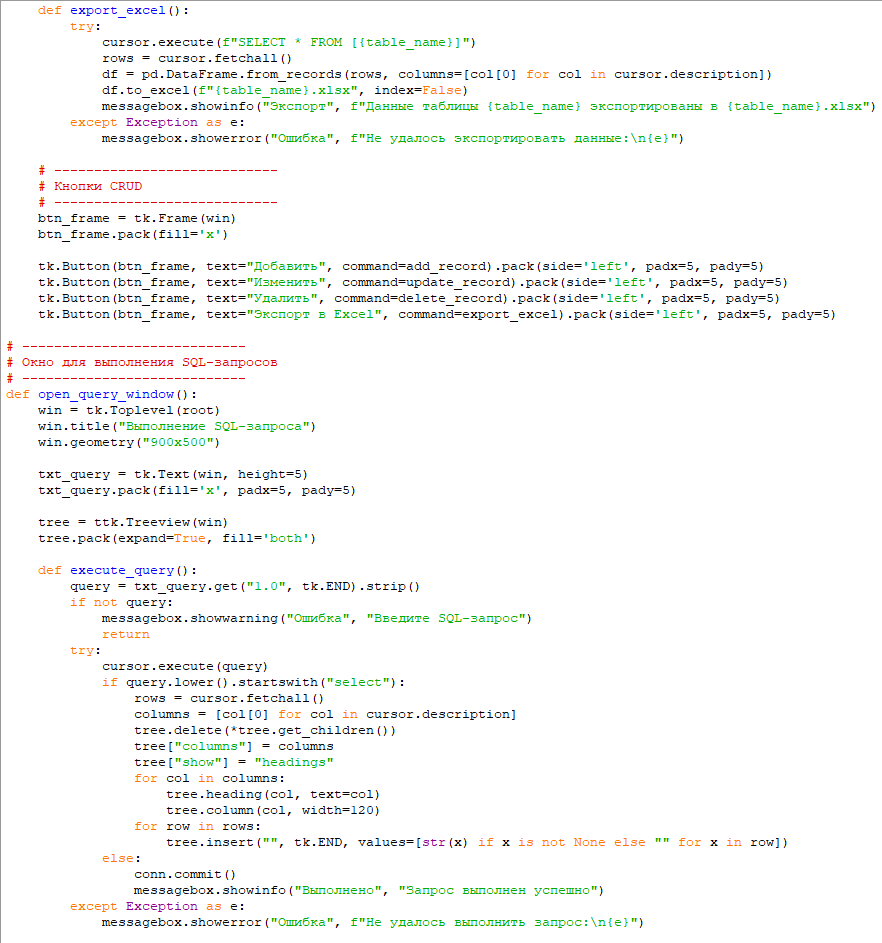 def export_excel():
        try:
            cursor.execute(f"SELECT * FROM [{table_name}]")
            rows = cursor.fetchall()
            df = pd.DataFrame.from_records(rows, columns=[col[0] for col in cursor.description])
            df.to_excel(f"{table_name}.xlsx", index=False)
            messagebox.showinfo("Экспорт", f"Данные таблицы {table_name} экспортированы в {table_name}.xlsx")
        except Exception as e:
            messagebox.showerror("Ошибка", f"Не удалось экспортировать данные:\n{e}")

    # ----------------------------
    # Кнопки CRUD
    # ----------------------------
    btn_frame = tk.Frame(win)
    btn_frame.pack(fill='x')

    tk.Button(btn_frame, text="Добавить", command=add_record).pack(side='left', padx=5, pady=5)
    tk.Button(btn_frame, text="Изменить", command=update_record).pack(side='left', padx=5, pady=5)
    tk.Button(btn_frame, text="Удалить", command=delete_record).pack(side='left', padx=5, pady=5)
    tk.Button(btn_frame, text="Экспорт в Excel", command=export_excel).pack(side='left', padx=5, pady=5)

# ----------------------------
# Окно для выполнения SQL-запросов
# ----------------------------
def open_query_window():
    win = tk.Toplevel(root)
    win.title("Выполнение SQL-запроса")
    win.geometry("900x500")

    txt_query = tk.Text(win, height=5)
    txt_query.pack(fill='x', padx=5, pady=5)

    tree = ttk.Treeview(win)
    tree.pack(expand=True, fill='both')

    def execute_query():
        query = txt_query.get("1.0", tk.END).strip()
        if not query:
            messagebox.showwarning("Ошибка", "Введите SQL-запрос")
            return
        try:
            cursor.execute(query)
            if query.lower().startswith("select"):
                rows = cursor.fetchall()
                columns = [col[0] for col in cursor.description]
                tree.delete(*tree.get_children())
                tree["columns"] = columns
                tree["show"] = "headings"
                for col in columns:
                    tree.heading(col, text=col)
                    tree.column(col, width=120)
                for row in rows:
                    tree.insert("", tk.END, values=[str(x) if x is not None else "" for x in row])
            else:
                conn.commit()
                messagebox.showinfo("Выполнено", "Запрос выполнен успешно")
        except Exception as e:
            messagebox.showerror("Ошибка", f"Не удалось выполнить запрос:\n{e}")